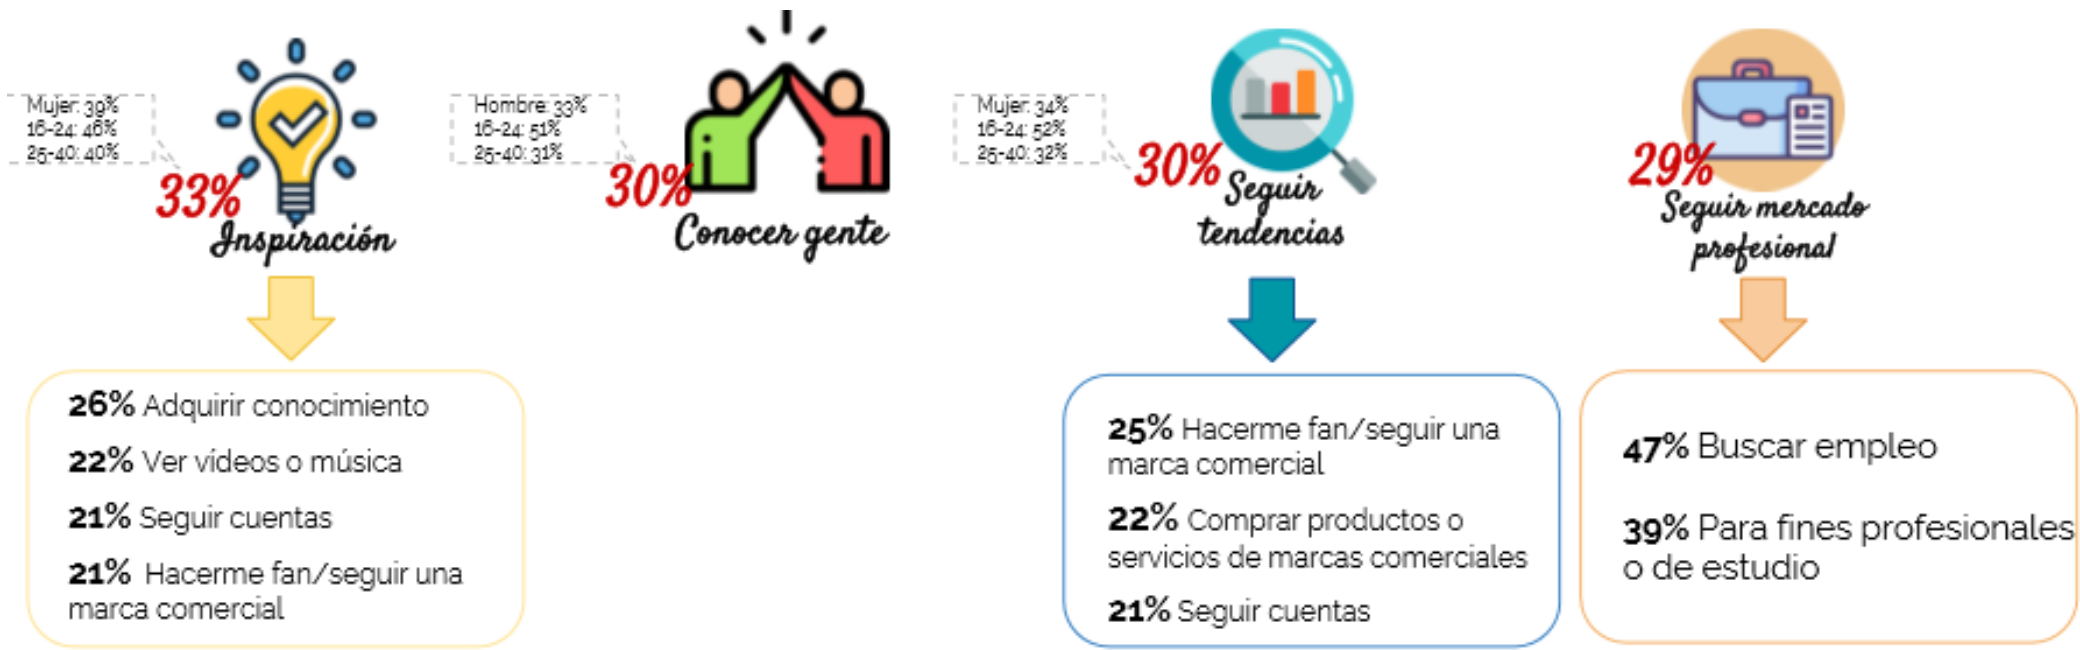 Mujer: 39%
16-24: 46%
25-40: 40%
33%
Inspiración
26% Adquirir conocimiento
22% Ver vídeos o música
21% Seguir cuentas
21% Hacerme fan/seguir una
marca comercial
Hombre: 33%
16-24: 51%
25-40: 31%
30%
Conocer gente
Mujer: 34%
16-24: 52%
25-40: 32%
30%
Seguir
tendencias
25% Hacerme fan/seguir una
marca comercial
22% Comprar productos o
servicios de marcas comerciales
21% Seguir cuentas
29%
Seguir mercado
profesional
47% Buscar empleo
39% Para fines profesionales
o de estudio